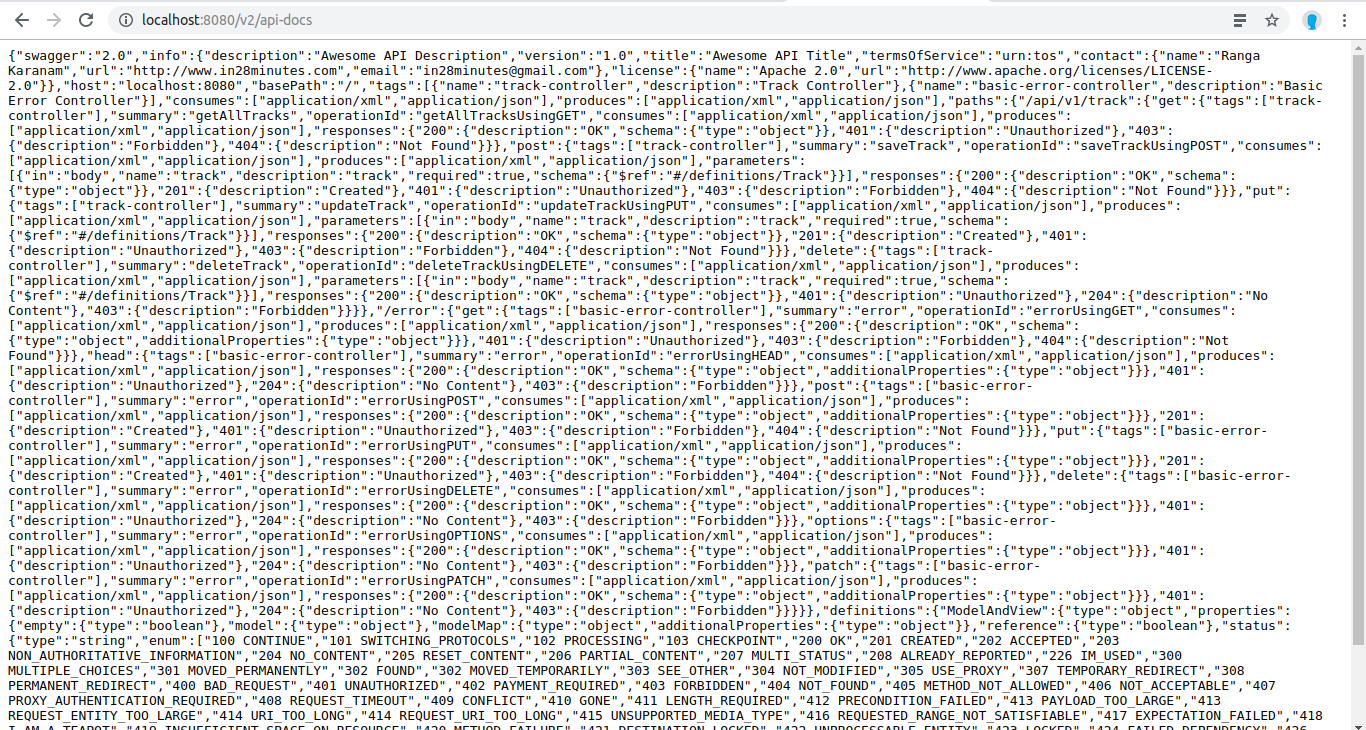 localhost:8080/v2/api-docs
{"swagger":"2.0","info":{"description":"Awesome API Description","version":"1.0","title":"Awesome API Title","termsOfService":"urn:tos","contact":{"name":"Ranga
Karanam","url":"http://www.in28minutes.com","email":"in28minutes@gmail.com"},"license":{"name":"Apache 2.0","url":"http://www.apache.org/licenses/LICENSE-
2.0"}},"host":"localhost:8080","basePath":"/","tags":[{"name":"track-controller","description":"Track Controller"},{"name":"basic-error-controller","description":"Basic
Error Controller"}],"consumes":["application/xml","application/json"],"produces":["application/xml","application/json"],"paths":{"/api/v1/track":{"get":{"tags":["track-
controller"],"summary":"getAllTracks","operationId":"getAllTracksUsingGET","consumes":["application/xml","application/json"],"produces":
["application/xml","application/json"],"responses":{"200":{"description":"OK","schema":{"type":"object"}},"401":{"description":"Unauthorized"},"403":
{"description":"Forbidden"},"404":{"description":"Not Found"}}},"post":{"tags":["track-controller"],"summary":"saveTrack","operationId":"saveTrackUsingPOST","consumes":
["application/xml","application/json"],"produces":["application/xml","application/json"],"parameters":
[{"in":"body","name":"track","description":"track","required":true,"schema":{"$ref":"#/definitions/Track"}}],"responses":{"200":{"description":"OK","schema":
{"type":"object"}},"201":{"description":"Created"},"401":{"description":"Unauthorized"},"403":{"description":"Forbidden"},"404":{"description":"Not Found"}}},"put":
{"tags":["track-controller"],"summary":"updateTrack","operationId":"updateTrackUsingPUT","consumes":["application/xml","application/json"],"produces":
["application/xml","application/json"],"parameters":[{"in":"body","name":"track","description":"track","required":true,"schema":
{"$ref":"#/definitions/Track"}}],"responses":{"200":{"description":"OK","schema":{"type":"object"}},"201":{"description":"Created"},"401":
{"description":"Unauthorized"},"403":{"description":"Forbidden"},"404":{"description":"Not Found"}}},"delete":{"tags":["track-
controller"],"summary":"deleteTrack","operationId":"deleteTrackUsingDELETE","consumes":["application/xml","application/json"],"produces":
["application/xml","application/json"],"parameters":[{"in":"body","name":"track","description":"track","required":true,"schema":
{"$ref":"#/definitions/Track"}}],"responses":{"200":{"description":"OK","schema":{"type":"object"}},"401":{"description":"Unauthorized"},"204":{"description":"No
Content"},"403":{"description":"Forbidden"}}}},"/error":{"get":{"tags":["basic-error-controller"],"summary":"error","operationId":"errorUsingGET","consumes":
["application/xml","application/json"],"produces":["application/xml","application/json"],"responses":{"200":{"description":"OK","schema":
{"type":"object","additionalProperties":{"type":"object"}}},"401":{"description":"Unauthorized"},"403":{"description":"Forbidden"},"404":{"description":"Not
Found"}}},"head":{"tags":["basic-error-controller"],"summary":"error","operationId":"errorUsingHEAD","consumes":["application/xml","application/json"],"produces":
["application/xml","application/json"],"responses":{"200":{"description":"OK","schema":{"type":"object","additionalProperties":{"type":"object"}}},"401":
{"description":"Unauthorized"},"204":{"description":"No Content"},"403":{"description":"Forbidden"}}},"post":{"tags":["basic-error-
controller"],"summary":"error","operationId":"errorUsingPOST","consumes":["application/xml","application/json"],"produces":
["application/xml","application/json"],"responses":{"200":{"description":"OK","schema":{"type":"object","additionalProperties":{"type":"object"}}},"201":
{"description":"Created"},"401":{"description":"Unauthorized"},"403":{"description":"Forbidden"},"404":{"description":"Not Found"}}},"put":{"tags":["basic-error-
controller"],"summary":"error","operationId":"errorUsingPUT","consumes":["application/xml","application/json"],"produces":
["application/xml","application/json"],"responses":{"200":{"description":"OK","schema":{"type":"object","additionalProperties":{"type":"object"}}},"201":
{"description":"Created"},"401":{"description":"Unauthorized"},"403":{"description":"Forbidden"},"404":{"description":"Not Found"}}},"delete":{"tags":["basic-error-
controller"],"summary":"error","operationId":"errorUsingDELETE","consumes":["application/xml","application/json"],"produces":
["application/xml","application/json"],"responses":{"200":{"description":"OK","schema":{"type":"object","additionalProperties":{"type":"object"}}},"401":
{"description":"Unauthorized"},"204":{"description":"No Content"},"403":{"description":"Forbidden"}}},"options":{"tags":["basic-error-
controller"],"summary":"error","operationId":"errorUsingOPTIONS","consumes":["application/xml","application/json"],"produces":
["application/xml","application/json"],"responses":{"200":{"description":"OK","schema":{"type":"object","additionalProperties":{"type":"object"}}},"401":
{"description":"Unauthorized"},"204":{"description":"No Content"},"403":{"description":"Forbidden"}}},"patch":{"tags":["basic-error-
controller"],"summary":"error","operationId":"errorUsingPATCH","consumes":["application/xml","application/json"],"produces":
["application/xml","application/json"],"responses":{"200":{"description":"OK","schema":{"type":"object","additionalProperties":{"type":"object"}}},"401":
{"description":"Unauthorized"},"204":{"description":"No Content"},"403":{"description":"Forbidden"}}}}},"definitions":{"ModelAndView":{"type":"object","properties":
{"empty":{"type":"boolean"},"model":{"type":"object"},"modelMap":{"type":"object","additionalProperties":{"type":"object"}},"reference":{"type":"boolean"},"status":
{"type":"string","enum":["100 CONTINUE","101 SWITCHING_PROTOCOLS","102 PROCESSING","103 CHECKPOINT","200 OK","201 CREATED","202 ACCEPTED","203
NON_AUTHORITATIVE_INFORMATION","204 NO_CONTENT","205 RESET_CONTENT","206 PARTIAL_CONTENT","207 MULTI_STATUS","208 ALREADY_REPORTED","226 IM_USED","300
MULTIPLE_CHOICES","301 MOVED_PERMANENTLY","302 FOUND","302 MOVED_TEMPORARILY","303 SEE_OTHER","304 NOT_MODIFIED","305 USE_PROXY","307 TEMPORARY_REDIRECT","308
PERMANENT_REDIRECT","400 BAD_REQUEST","401 UNAUTHORIZED","402 PAYMENT_REQUIRED","403 FORBIDDEN","404 NOT_FOUND","405 METHOD_NOT_ALLOWED","406 NOT_ACCEPTABLE","407
PROXY_AUTHENTICATION_REQUIRED","408 REQUEST_TIMEOUT","409 CONFLICT","410 GONE","411 LENGTH_REQUIRED","412 PRECONDITION_FAILED","413 PAYLOAD_TOO_LARGE","413
REQUEST_ENTITY_TOO_LARGE","414 URI_TOO_LONG","414 REQUEST_URI_TOO_LONG","415 UNSUPPORTED_MEDIA_TYPE","416 REQUESTED_RANGE_NOT_SATISFIABLE","417 EXPECTATION_FAILED","418
I_AM_A_TEAPOT","419 INSUFFICIENT_SPACE_ON_RESOURCE","420 METHOD_FAILURE","421 DESTINATION_LOCKED","422 UNPROCESSABLE_ENTITY","423 LOCKED","424 FAILED_DEPENDENCY","426